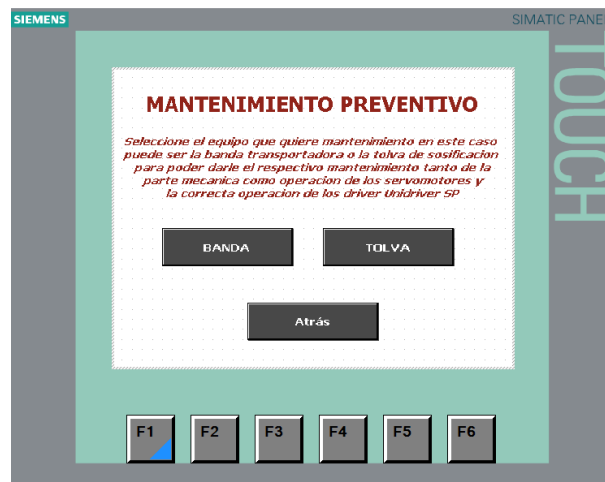 SIEMENS
SIMATIC PANE
TOUCH
MANTENIMIENTO PREVENTIVO
Seleccione el equipo que quiere mantenimiento en este caso
puede ser la banda transportadora o la tolva de sosificacion
para poder darle el respectivo mantenimiento tanto de la
parte mecanica como operacion de los servomotores y
la correcta operacion de los driver Unidriver SP
BANDA
TOLVA
Atrás
F1
F2
F3
F4
F5
F6